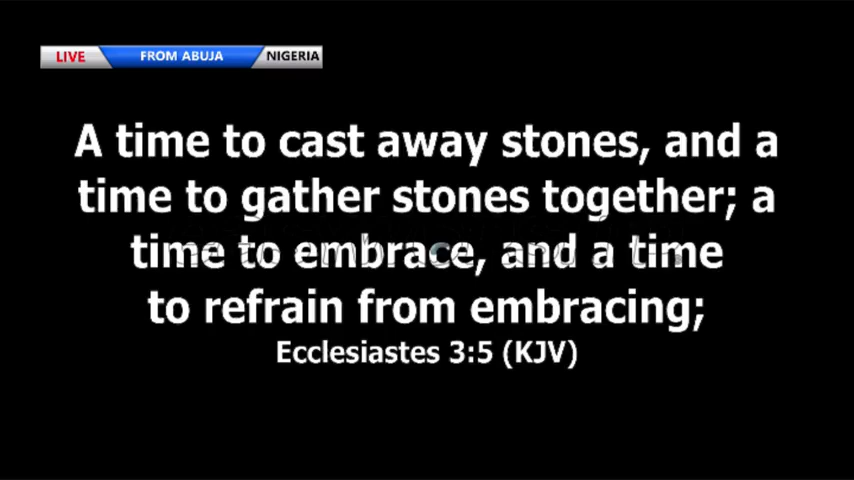 LIVE FROM ABUJA NIGERIA
A time to cast away stones, and a
time to gather stones together; a
time to embrace, and a time
to refrain from embracing;
Ecclesiastes 3:5 (KJV)